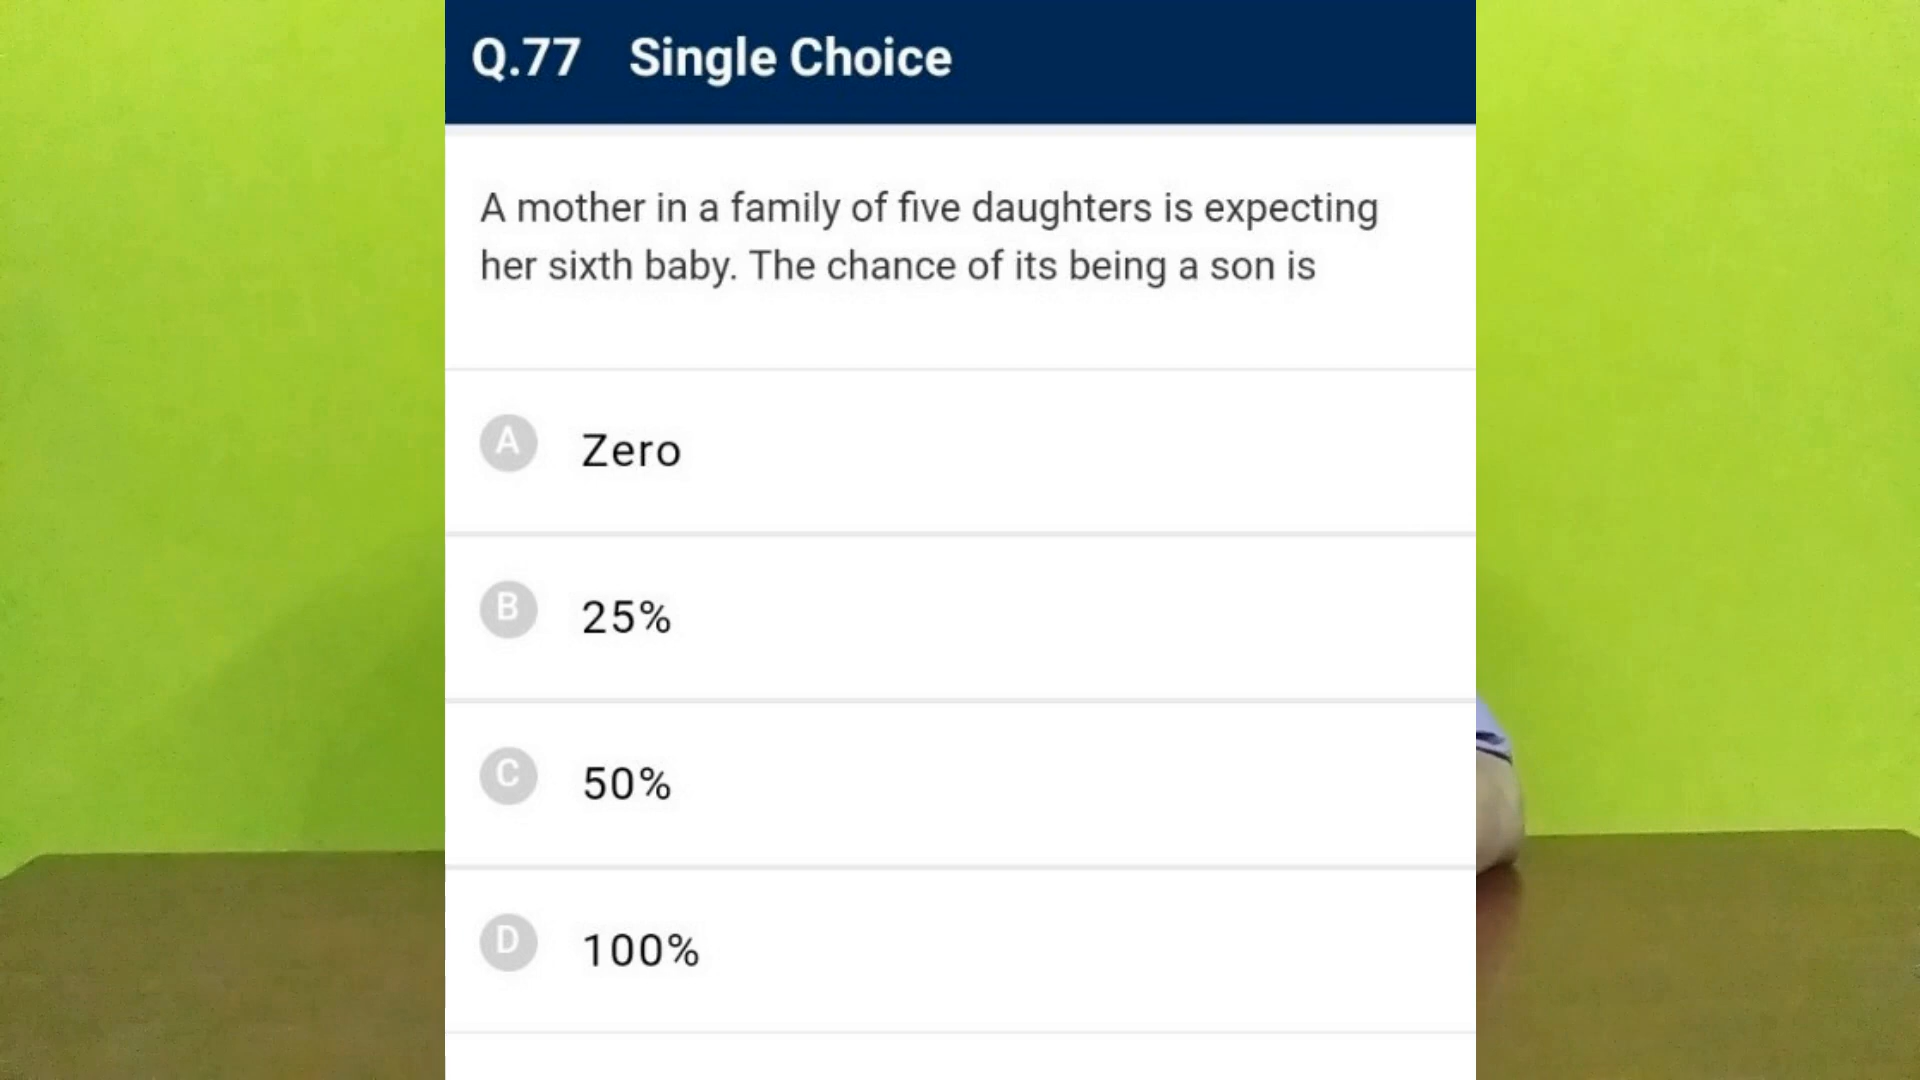 Q.77 Single Choice
A mother in a family of five daughters is expecting
her sixth baby. The chance of its being a son is
A Zero
B 25%
C 50%
D 100%